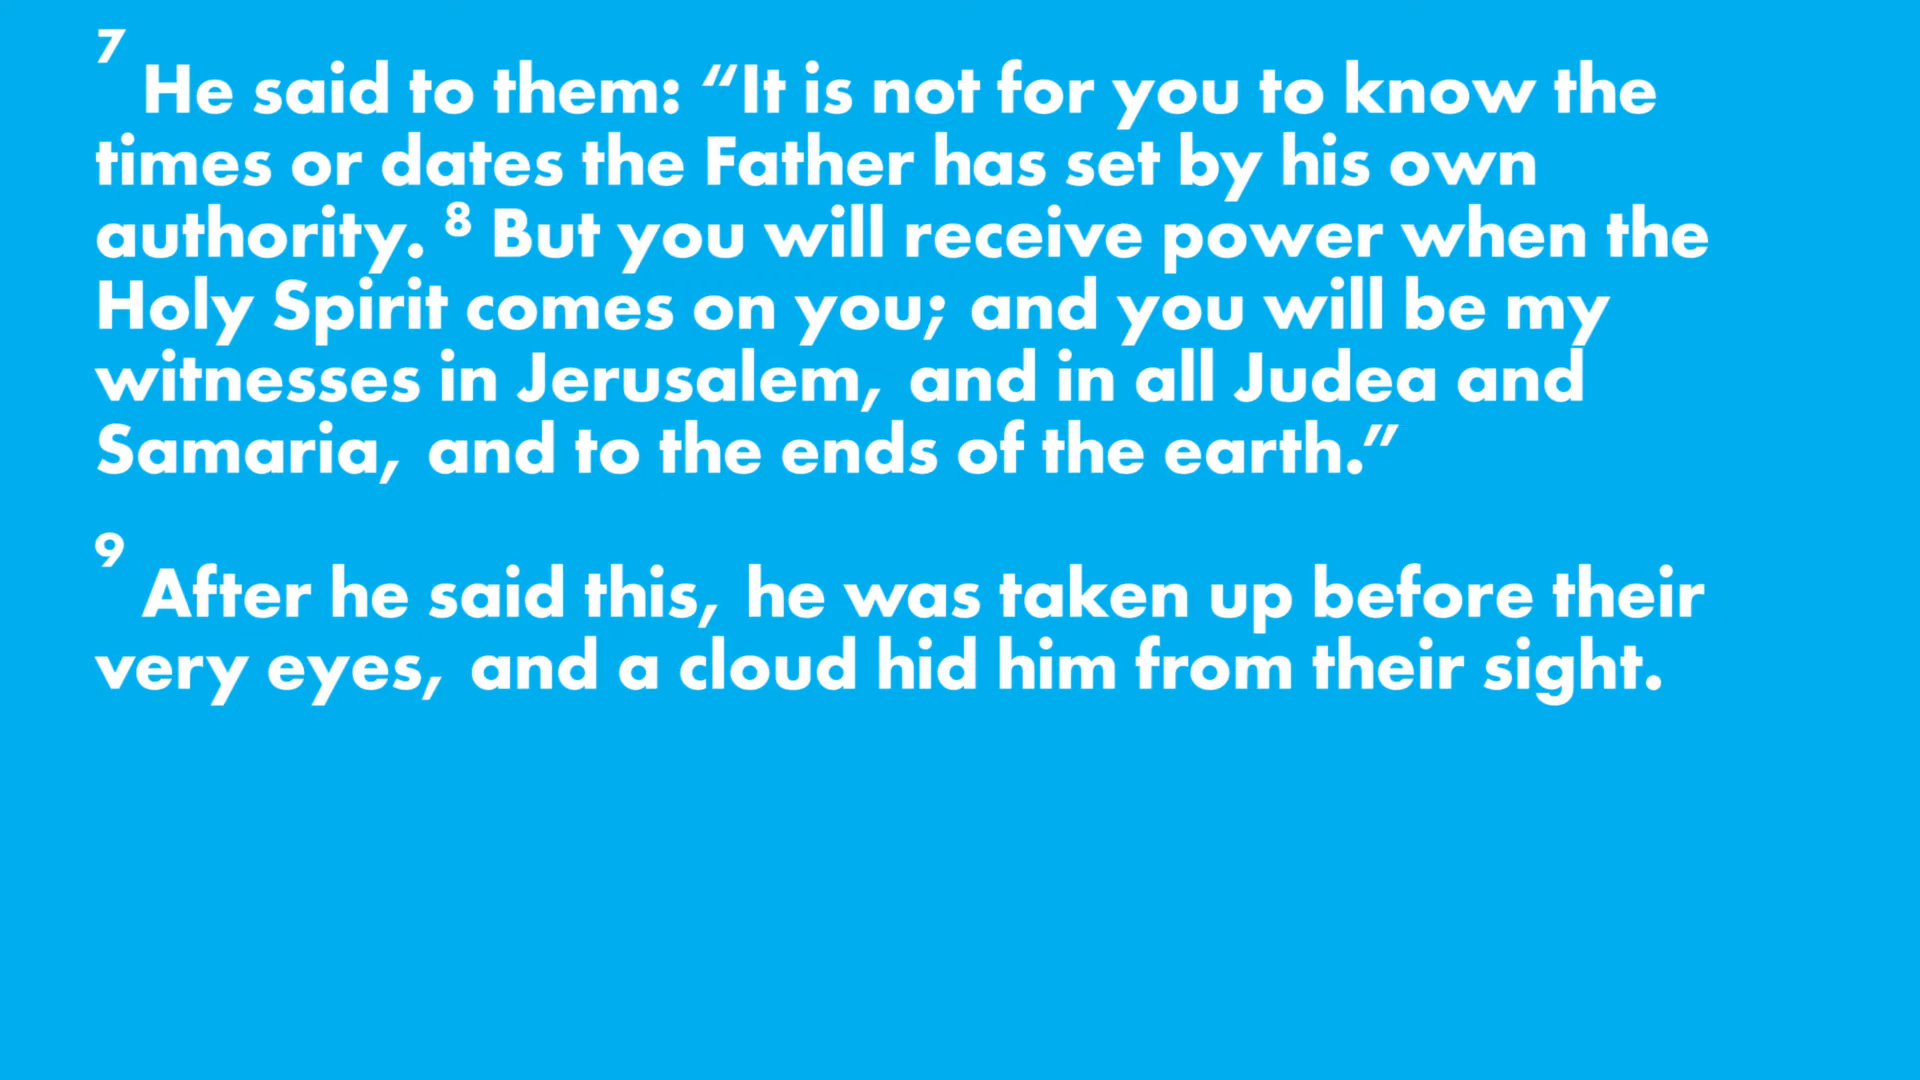 7 He said to them: “It is not for you to know the
times or dates the Father has set by his own
authority. 8 But you will receive power when the
Holy Spirit comes on you; and you will be my
witnesses in Jerusalem, and in all Judea and
Samaria, and to the ends of the earth.”
9 After he said this, he was taken up before their
very eyes, and a cloud hid him from their sight.